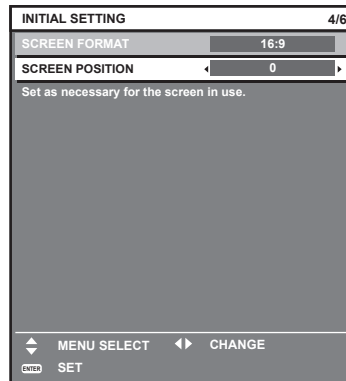 INITIAL SETTING 4/6
SCREEN FORMAT 16:9
SCREEN POSITION 0
Set as necessary for the screen in use.
MENU SELECT CHANGE
ENTER SET